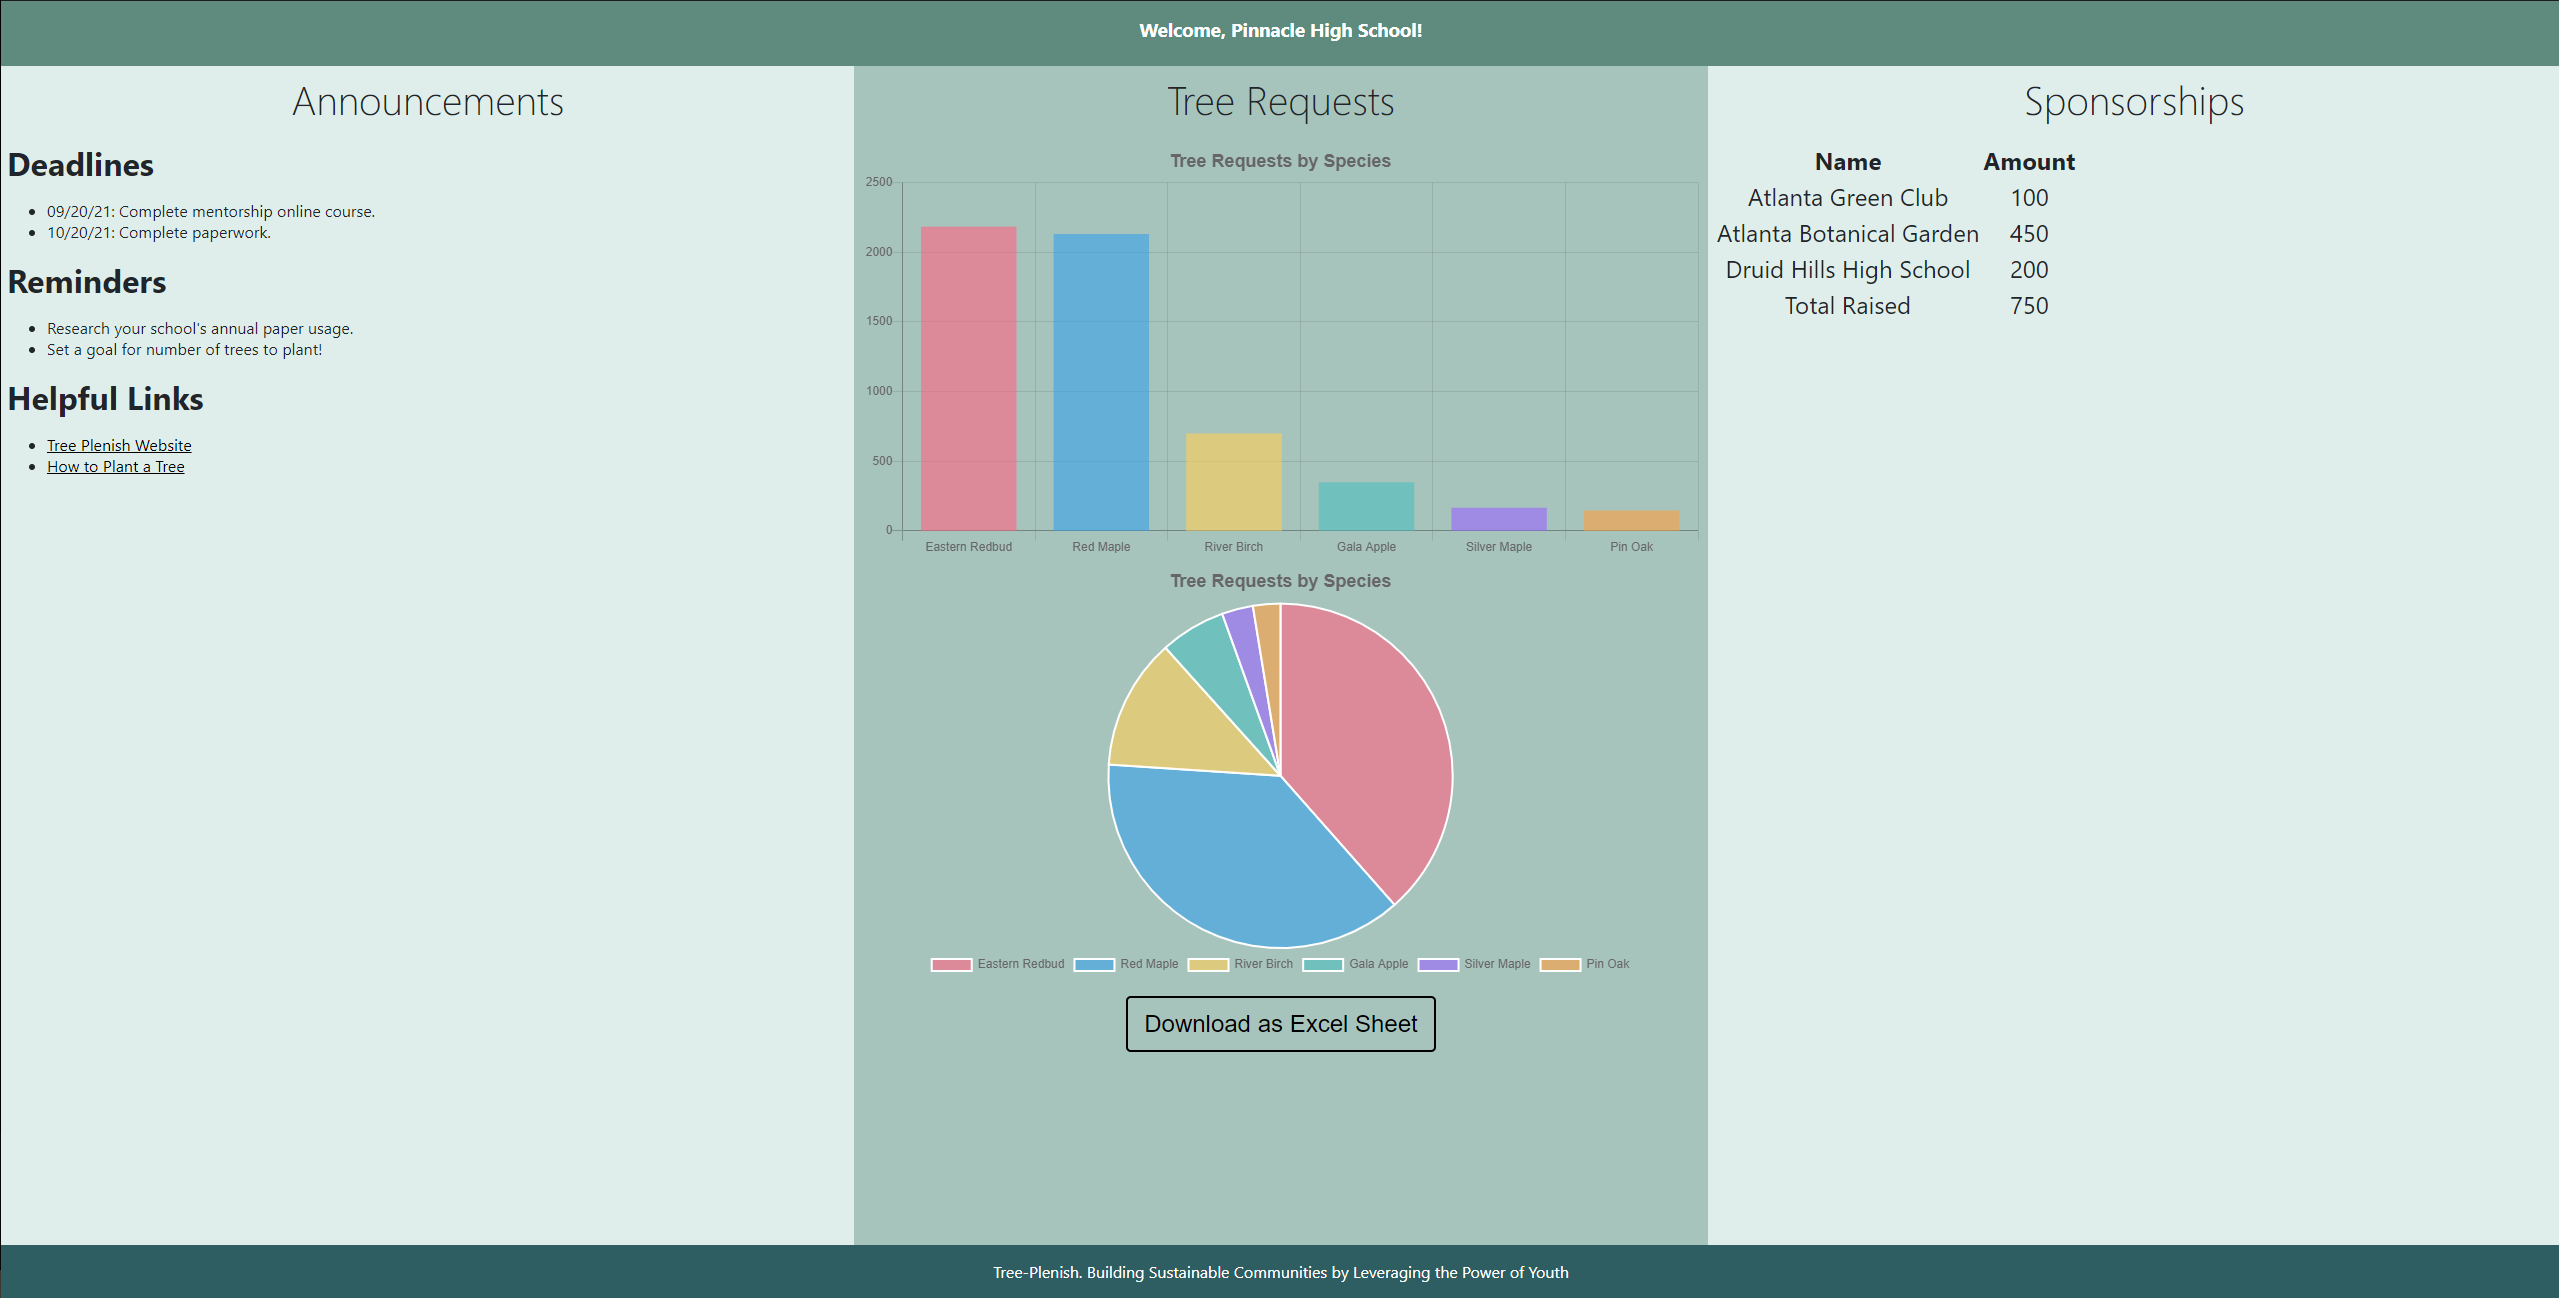 Welcome, Pinnacle High School!
Announcements
Deadlines
09/20/21: Complete mentorship online course.
10/20/21: Complete paperwork.
Reminders
Research your school's annual paper usage.
Set a goal for number of trees to plant!
Helpful Links
Tree Plenish Website
How to Plant a Tree
Tree Requests
Tree Requests by Species
2500
2000
1500
1000
500
0
Eastern Redbud Red Maple River Birch Gala Apple Silver Maple Pin Oak
Tree Requests by Species
Eastern Redbud Red Maple River Birch Gala Apple Silver Maple Pin Oak
Download as Excel Sheet
Sponsorships
Name Amount
Atlanta Green Club 100
Atlanta Botanical Garden 450
Druid Hills High School 200
Total Raised 750
Tree-Plenish. Building Sustainable Communities by Leveraging the Power of Youth